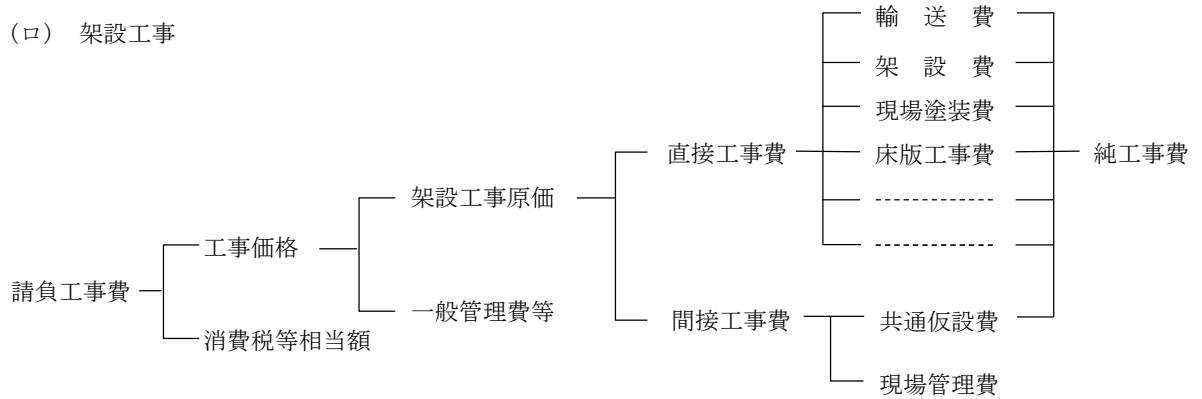 (ロ) 架設工事
輸送費
架設費
現場塗装費
直接工事費 床版工事費 純工事費
架設工事原価
工事価格
請負工事費
一般管理費等 間接工事費 共通仮設費
消費税等相当額
現場管理費